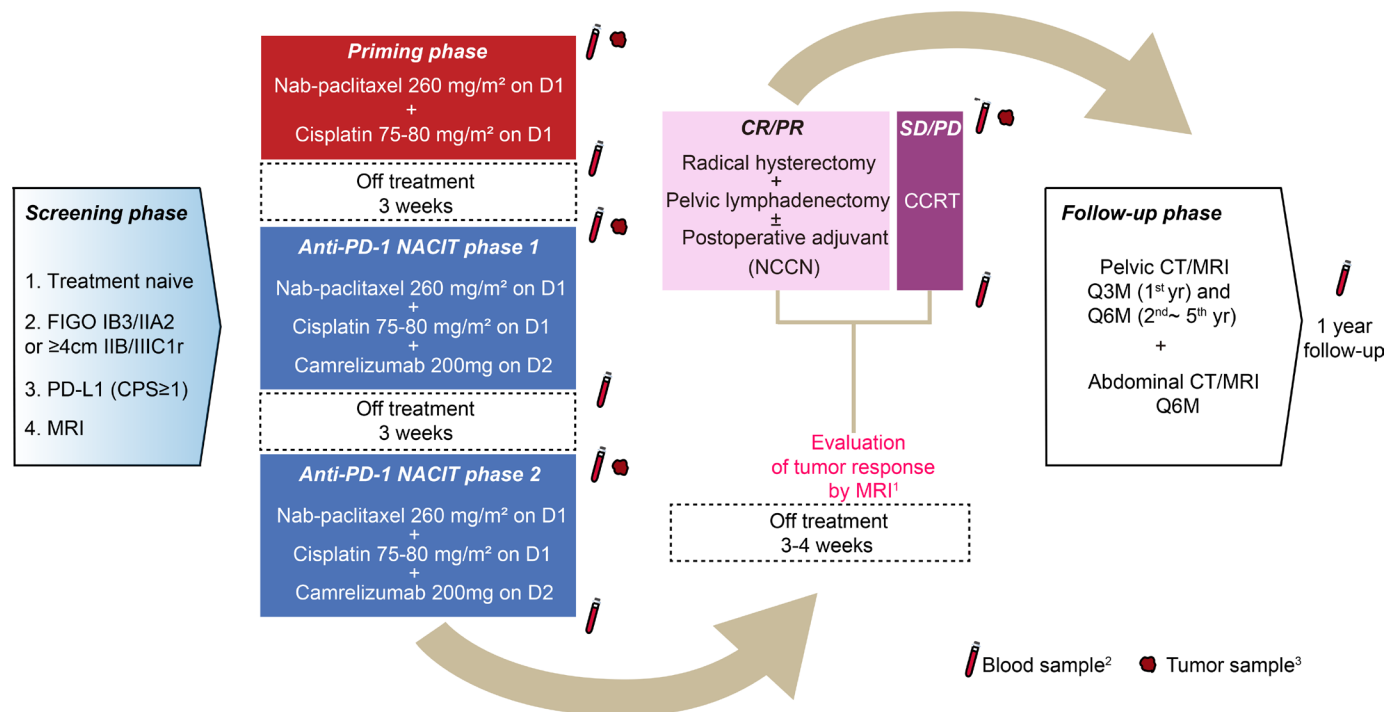 Screening phase
1. Treatment naive
2. FIGO IB3/IIA2
or ≥4cm IIB/IIIC1r
3. PD-L1 (CPS≥1)
4. MRI
Priming phase
Nab-paclitaxel 260 mg/m² on D1
+
Cisplatin 75-80 mg/m² on D1
Off treatment
3 weeks
Anti-PD-1 NACIT phase 1
Nab-paclitaxel 260 mg/m² on D1
+
Cisplatin 75-80 mg/m² on D1
+
Camrelizumab 200mg on D2
Off treatment
3 weeks
Anti-PD-1 NACIT phase 2
Nab-paclitaxel 260 mg/m² on D1
+
Cisplatin 75-80 mg/m² on D1
+
Camrelizumab 200mg on D2
CR/PR
Radical hysterectomy
+
Pelvic lymphadenectomy
±
Postoperative adjuvant
(NCCN)
SD/PD
CCRT
Evaluation
of tumor response
by MRI¹
Off treatment
3-4 weeks
Follow-up phase
Pelvic CT/MRI
Q3M (1st yr) and
Q6M (2nd~ 5th yr)
+
Abdominal CT/MRI
Q6M
1 year
follow-up
Blood sample²
Tumor sample³